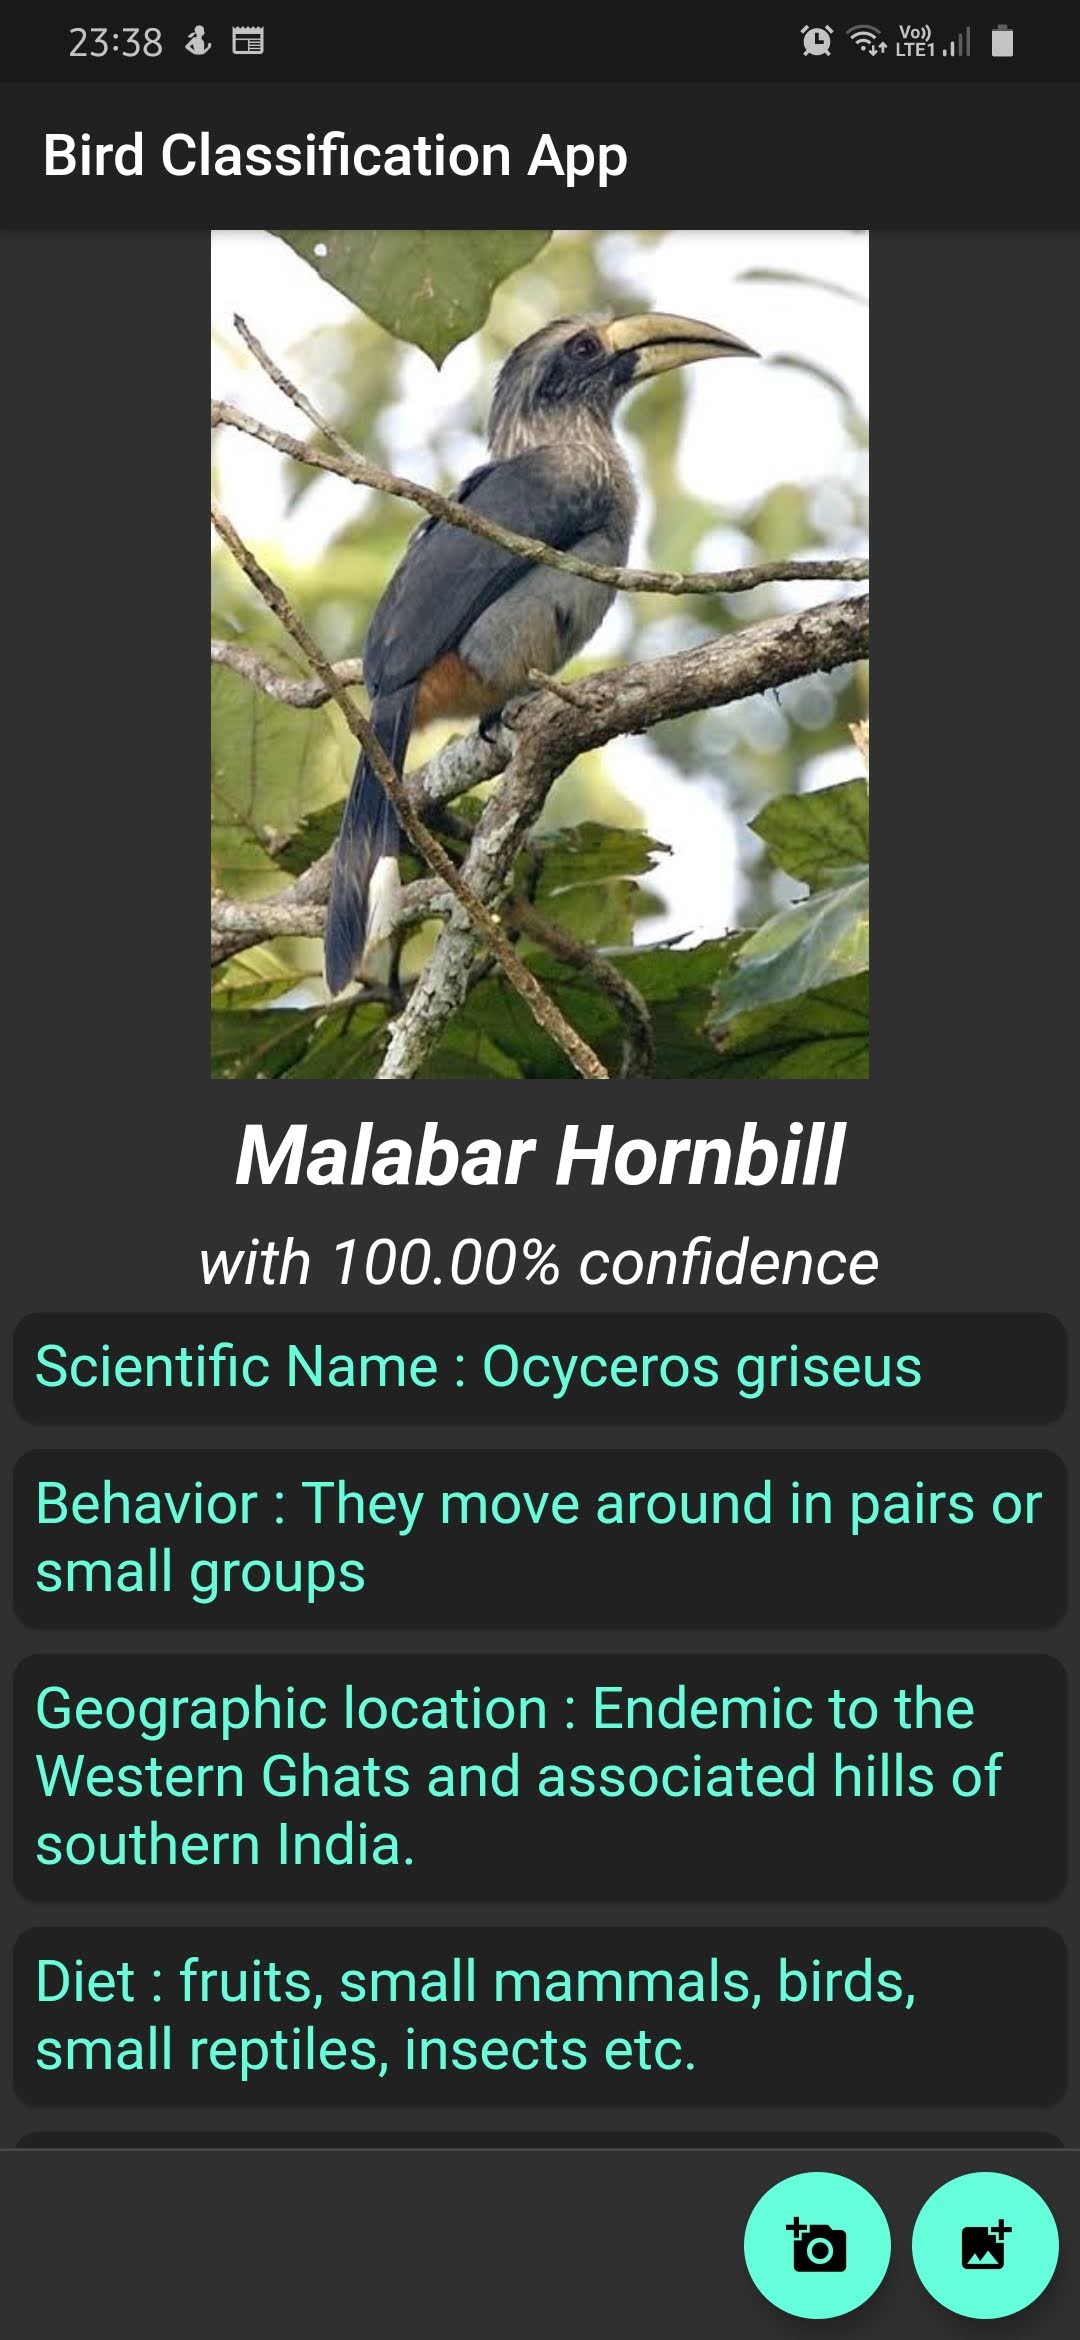 23:38
Vo))
LTE1
Bird Classification App
Malabar Hornbill
with 100.00% confidence
Scientific Name : Ocyceros griseus
Behavior : They move around in pairs or
small groups
Geographic location : Endemic to the
Western Ghats and associated hills of
southern India.
Diet : fruits, small mammals, birds,
small reptiles, insects etc.